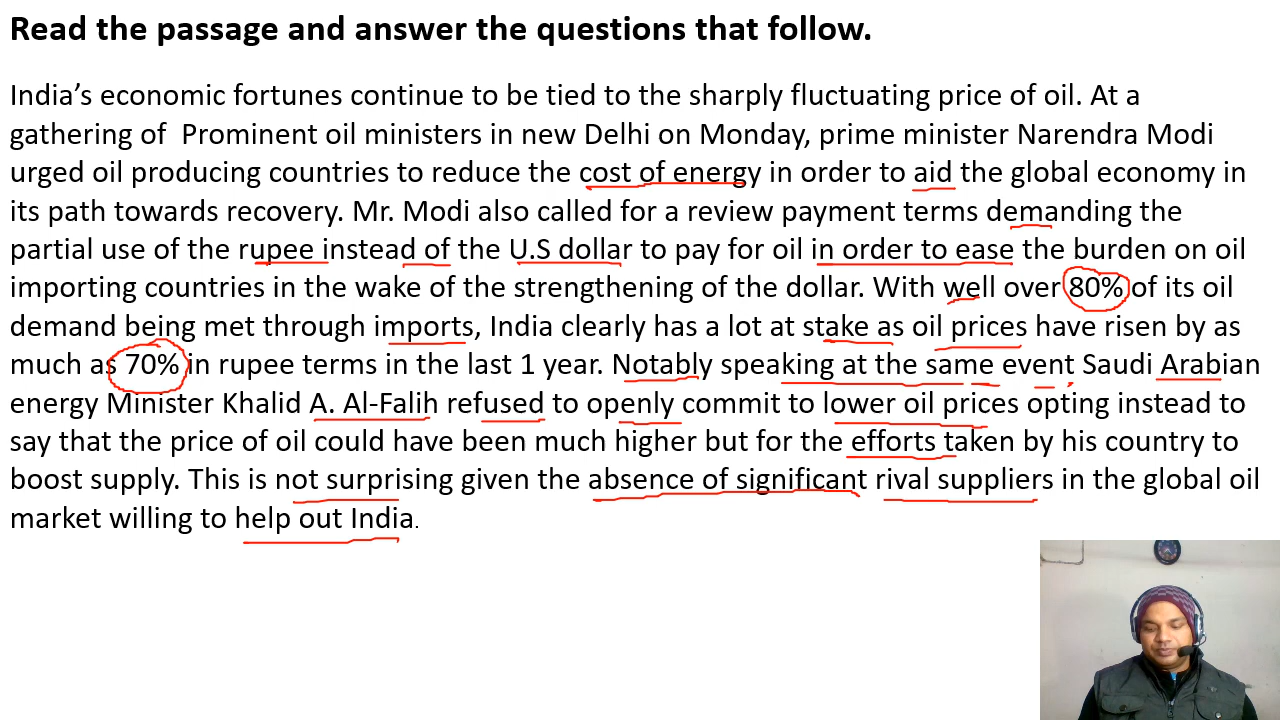 Read the passage and answer the questions that follow.
India’s economic fortunes continue to be tied to the sharply fluctuating price of oil. At a
gathering of  Prominent oil ministers in new Delhi on Monday, prime minister Narendra Modi
urged oil producing countries to reduce the cost of energy in order to aid the global economy in
its path towards recovery. Mr. Modi also called for a review payment terms demanding the
partial use of the rupee instead of the U.S dollar to pay for oil in order to ease the burden on oil
importing countries in the wake of the strengthening of the dollar. With well over 80% of its oil
demand being met through imports, India clearly has a lot at stake as oil prices have risen by as
much as 70% in rupee terms in the last 1 year. Notably speaking at the same event Saudi Arabian
energy Minister Khalid A. Al-Falih refused to openly commit to lower oil prices opting instead to
say that the price of oil could have been much higher but for the efforts taken by his country to
boost supply. This is not surprising given the absence of significant rival suppliers in the global oil
market willing to help out India.